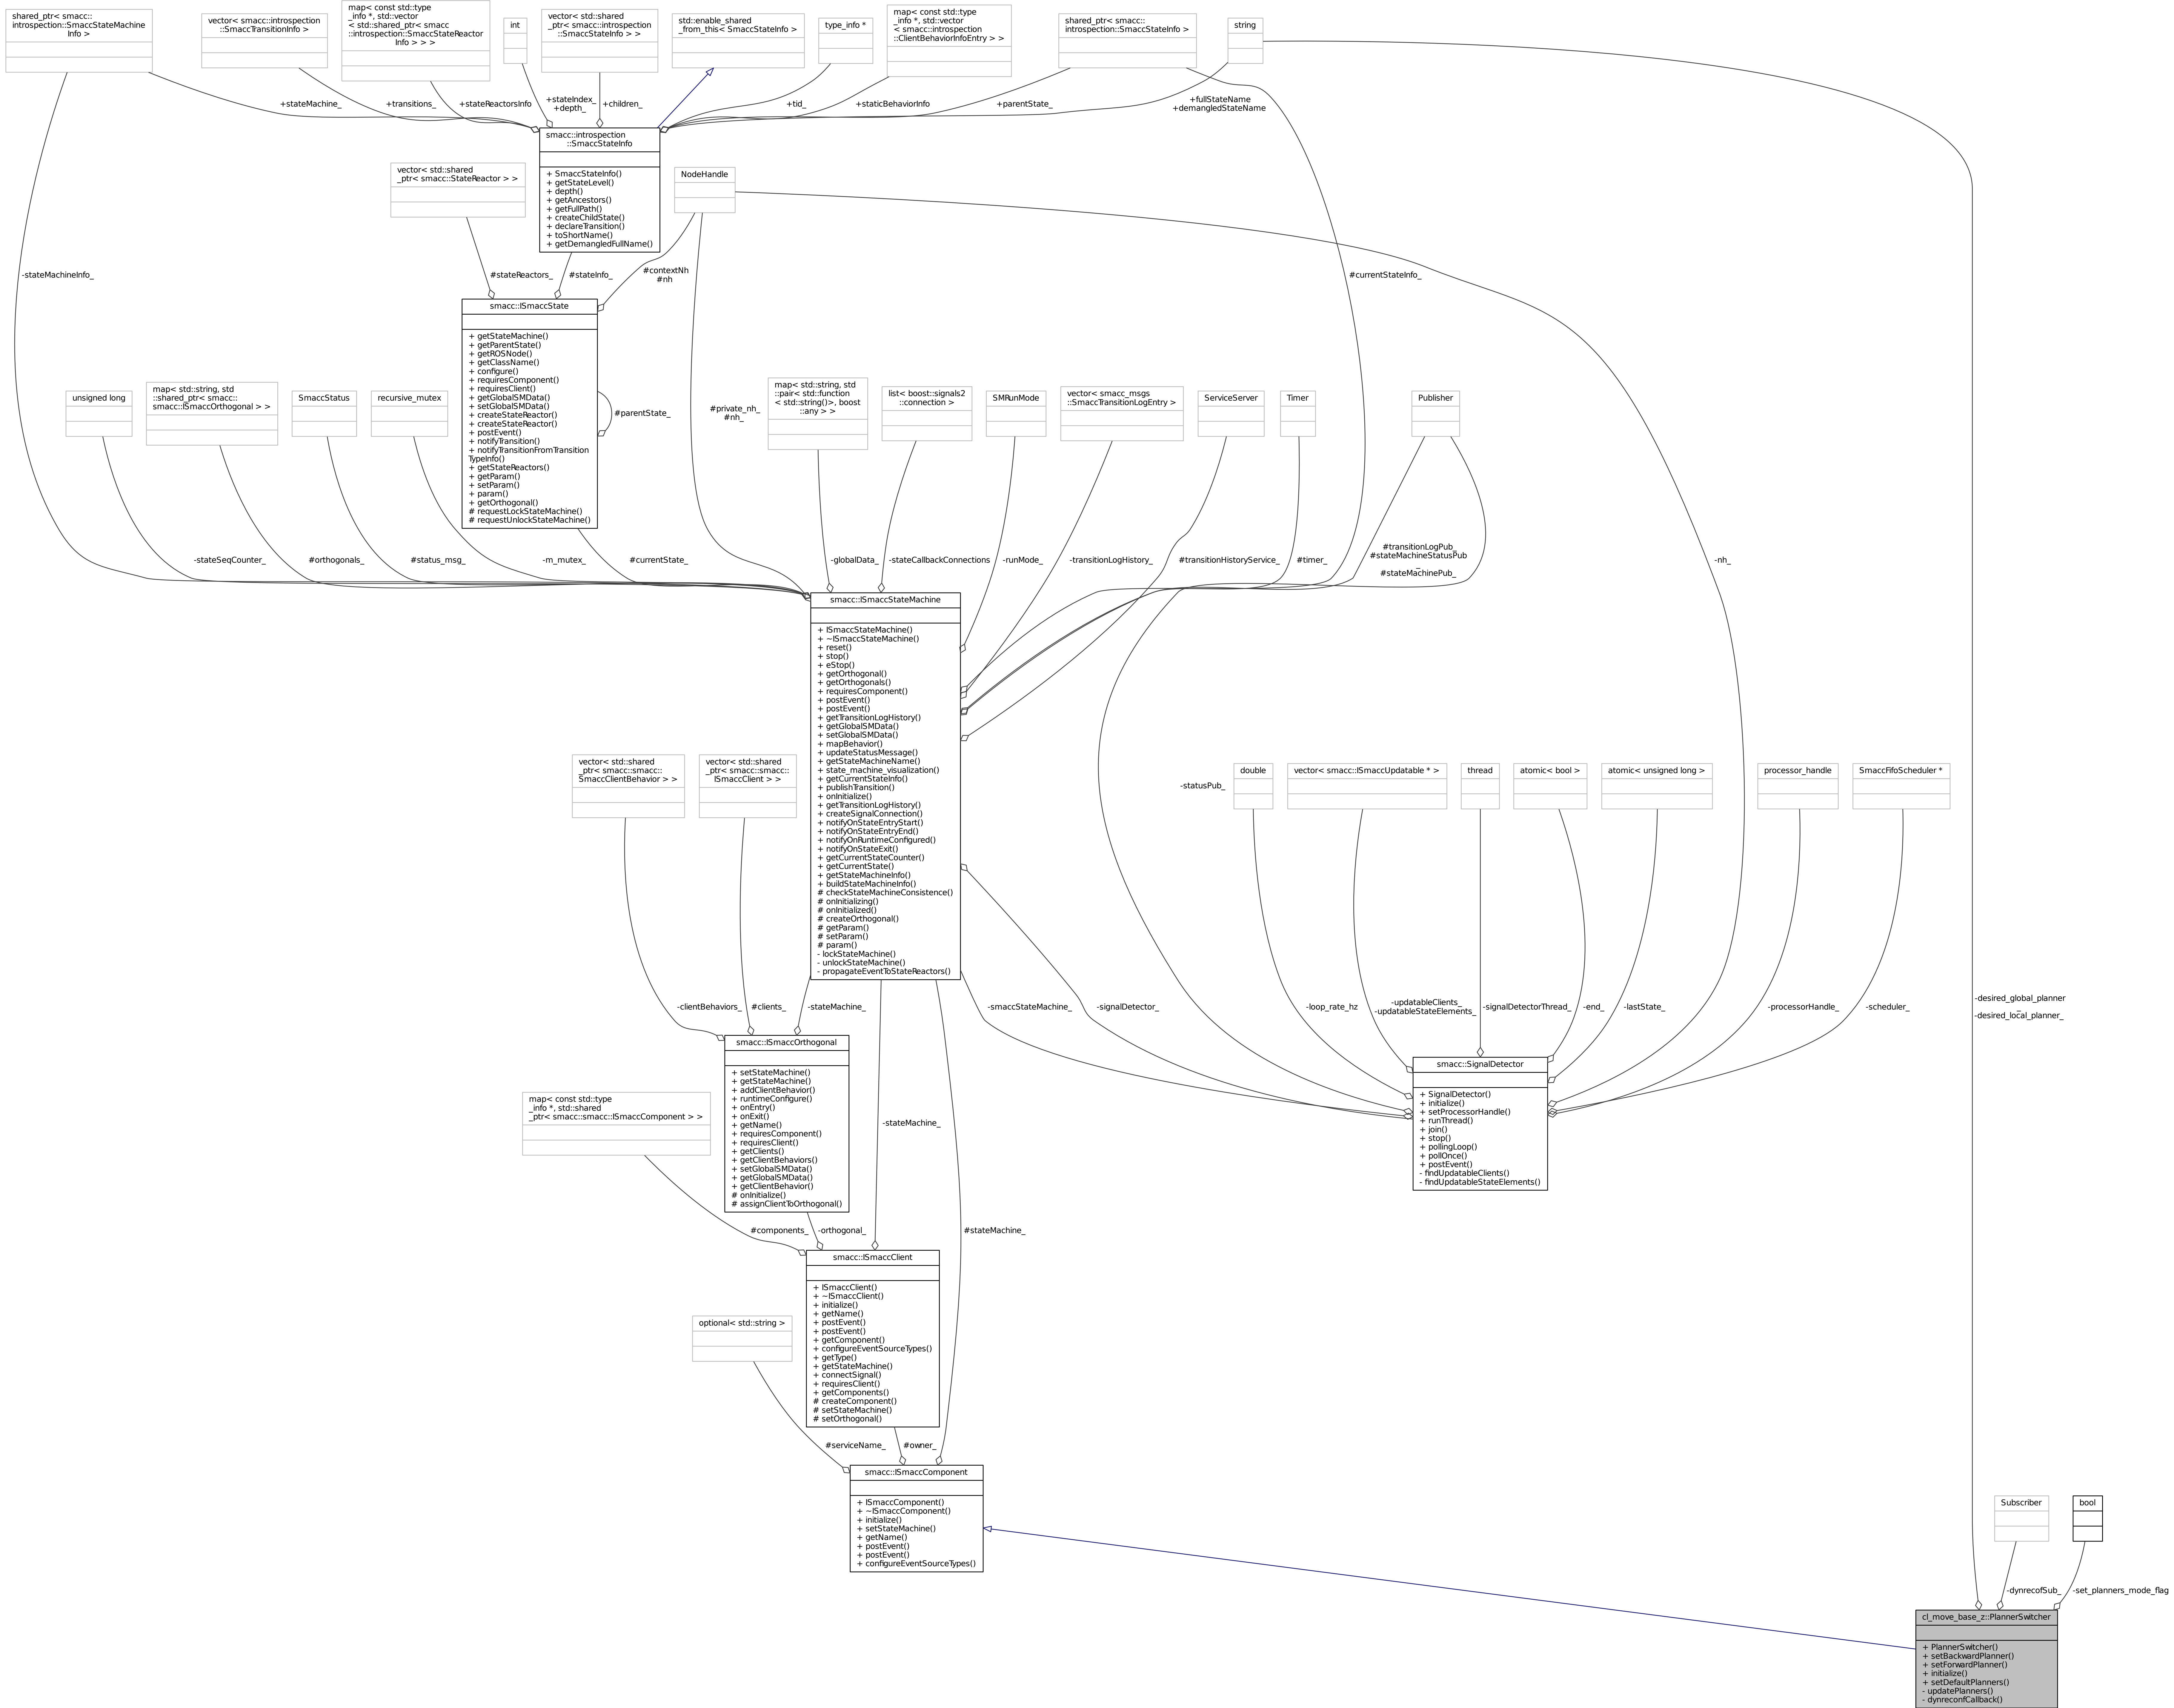 shared_ptr< smacc::
introspection::SmaccStateMachine
Info >
vector< smacc::introspection
::SmaccTransitionInfo >
map< const std::type
_info *, std::vector
< std::shared_ptr< smacc
::introspection::SmaccStateReactor
Info > > >
int
vector< std::shared
_ptr< smacc::introspection
::SmaccStateInfo > >
std::enable_shared
_from_this< SmaccStateInfo >
type_info *
map< const std::type
_info *, std::vector
< smacc::introspection
::ClientBehaviorInfoEntry > >
shared_ptr< smacc::
introspection::SmaccStateInfo >
string
+stateMachine_
+transitions_
+stateReactorsInfo
+stateIndex_
+depth_
+children_
+tid_
+staticBehaviorInfo
+parentState_
+fullStateName
+demangledStateName
smacc::introspection
::SmaccStateInfo
+ SmaccStateInfo()
+ getStateLevel()
+ depth()
+ getAncestors()
+ getFullPath()
+ createChildState()
+ declareTransition()
+ toShortName()
+ getDemangledFullName()
vector< std::shared
_ptr< smacc::StateReactor > >
NodeHandle
-stateMachineInfo_
#stateReactors_
#stateInfo_
#contextNh
#nh
#currentStateInfo_
smacc::ISmaccState
+ getStateMachine()
+ getParentState()
+ getROSNode()
+ getClassName()
+ configure()
+ requiresComponent()
+ requiresClient()
+ getGlobalSMData()
+ setGlobalSMData()
+ createStateReactor()
+ createStateReactor()
+ postEvent()
+ notifyTransition()
+ notifyTransitionFromTransition
TypeInfo()
+ getStateReactors()
+ getParam()
+ setParam()
+ param()
+ getOrthogonal()
# requestLockStateMachine()
# requestUnlockStateMachine()
#parentState_
unsigned long
map< std::string, std
::shared_ptr< smacc::
smacc::ISmaccOrthogonal > >
SmaccStatus
recursive_mutex
#private_nh_
#nh_
map< std::string, std
::pair< std::function
< std::string()>, boost
::any > >
list< boost::signals2
::connection >
SMRunMode
vector< smacc_msgs
::SmaccTransitionLogEntry >
ServiceServer
Timer
Publisher
-stateSeqCounter_
#orthogonals_
#status_msg_
-m_mutex_
#currentState_
-globalData_
-stateCallbackConnections
-runMode_
-transitionLogHistory_
#transitionHistoryService_
#timer_
#transitionLogPub_
#stateMachineStatusPub
_
#stateMachinePub_
-nh_
smacc::ISmaccStateMachine
+ ISmaccStateMachine()
+ ~ISmaccStateMachine()
+ reset()
+ stop()
+ eStop()
+ getOrthogonal()
+ getOrthogonals()
+ requiresComponent()
+ postEvent()
+ postEvent()
+ getTransitionLogHistory()
+ getGlobalSMData()
+ setGlobalSMData()
+ mapBehavior()
+ updateStatusMessage()
+ getStateMachineName()
+ state_machine_visualization()
+ getCurrentStateInfo()
+ publishTransition()
+ onInitialize()
+ getTransitionLogHistory()
+ createSignalConnection()
+ notifyOnStateEntryStart()
+ notifyOnStateEntryEnd()
+ notifyOnRuntimeConfigured()
+ notifyOnStateExit()
+ getCurrentStateCounter()
+ getCurrentState()
+ getStateMachineInfo()
+ buildStateMachineInfo()
# checkStateMachineConsistence()
# onInitializing()
# onInitialized()
# createOrthogonal()
# getParam()
# setParam()
# param()
- lockStateMachine()
- unlockStateMachine()
- propagateEventToStateReactors()
vector< std::shared
_ptr< smacc::smacc::
SmaccClientBehavior > >
vector< std::shared
_ptr< smacc::smacc::
ISmaccClient > >
-statusPub_
double
vector< smacc::ISmaccUpdatable * >
thread
atomic< bool >
atomic< unsigned long >
processor_handle
SmaccFifoScheduler *
-clientBehaviors_
#clients_
-stateMachine_
-smaccStateMachine_
-signalDetector_
-loop_rate_hz
-updatableClients_
-updatableStateElements_
-signalDetectorThread_
-end_
-lastState_
-processorHandle_
-scheduler_
-desired_global_planner
_
-desired_local_planner_
smacc::ISmaccOrthogonal
+ setStateMachine()
+ getStateMachine()
+ addClientBehavior()
+ runtimeConfigure()
+ onEntry()
+ onExit()
+ getName()
+ requiresComponent()
+ requiresClient()
+ getClients()
+ getClientBehaviors()
+ setGlobalSMData()
+ getGlobalSMData()
+ getClientBehavior()
# onInitialize()
# assignClientToOrthogonal()
smacc::SignalDetector
+ SignalDetector()
+ initialize()
+ setProcessorHandle()
+ runThread()
+ join()
+ stop()
+ pollingLoop()
+ pollOnce()
+ postEvent()
- findUpdatableClients()
- findUpdatableStateElements()
map< const std::type
_info *, std::shared
_ptr< smacc::smacc::ISmaccComponent > >
-stateMachine_
#components_
-orthogonal_
#stateMachine_
smacc::ISmaccClient
+ ISmaccClient()
+ ~ISmaccClient()
+ initialize()
+ getName()
+ postEvent()
+ postEvent()
+ getComponent()
+ configureEventSourceTypes()
+ getType()
+ getStateMachine()
+ connectSignal()
+ requiresClient()
+ getComponents()
# createComponent()
# setStateMachine()
# setOrthogonal()
optional< std::string >
#serviceName_
#owner_
smacc::ISmaccComponent
+ ISmaccComponent()
+ ~ISmaccComponent()
+ initialize()
+ setStateMachine()
+ getName()
+ postEvent()
+ postEvent()
+ configureEventSourceTypes()
Subscriber
bool
-dynrecofSub_
-set_planners_mode_flag
cl_move_base_z::PlannerSwitcher
+ PlannerSwitcher()
+ setBackwardPlanner()
+ setForwardPlanner()
+ initialize()
+ setDefaultPlanners()
- updatePlanners()
- dynreconfCallback()